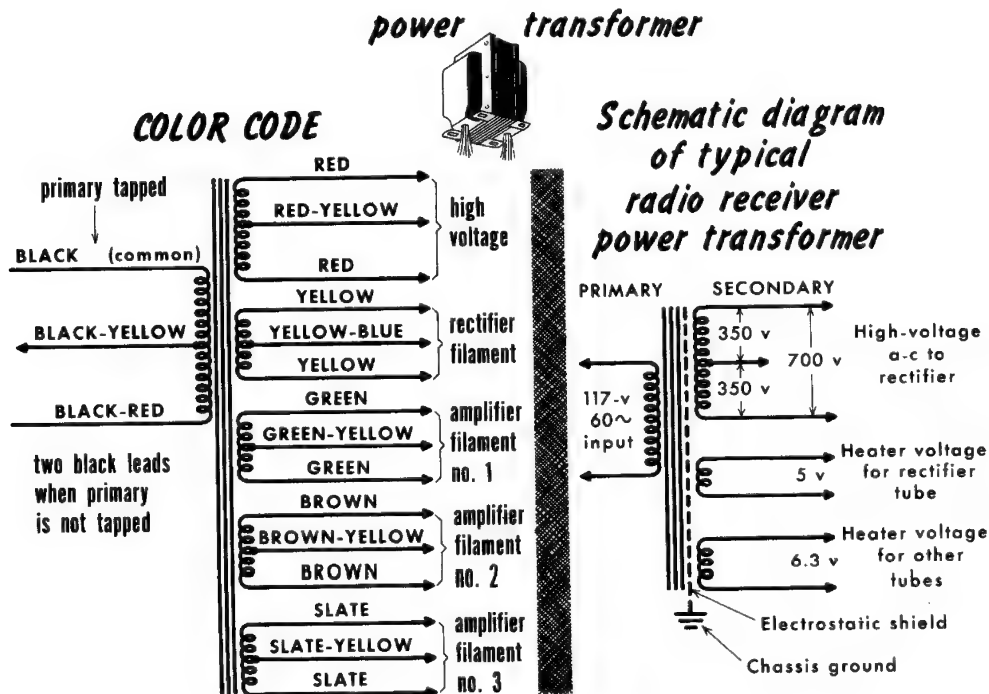 power transformer
COLOR CODE
primary tapped
BLACK (common)
BLACK-YELLOW
BLACK-RED
two black leads
when primary
is not tapped
RED
RED-YELLOW
RED
high
voltage
YELLOW
YELLOW-BLUE
YELLOW
rectifier
filament
GREEN
GREEN-YELLOW
GREEN
amplifier
filament
no. 1
BROWN
BROWN-YELLOW
BROWN
amplifier
filament
no. 2
SLATE
SLATE-YELLOW
SLATE
amplifier
filament
no. 3
Schematic diagram
of typical
radio receiver
power transformer
PRIMARY
SECONDARY
117-v
60~
input
350 v
700 v
350 v
High-voltage
a-c to
rectifier
5 v
Heater voltage
for rectifier
tube
6.3 v
Heater voltage
for other
tubes
Electrostatic shield
Chassis ground